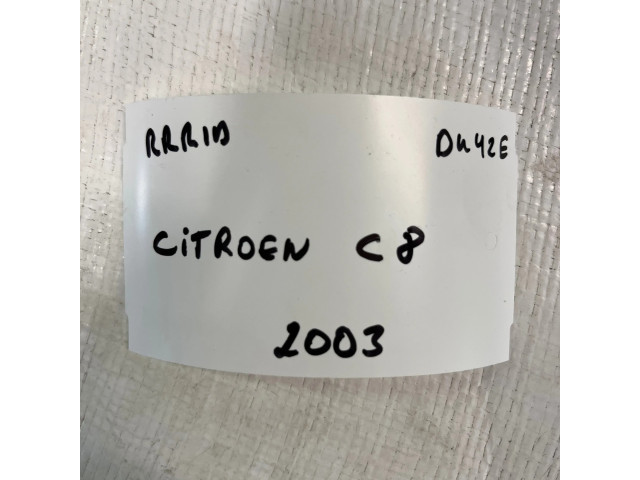 RRR1D DU42E
CiTROEN C8
2003